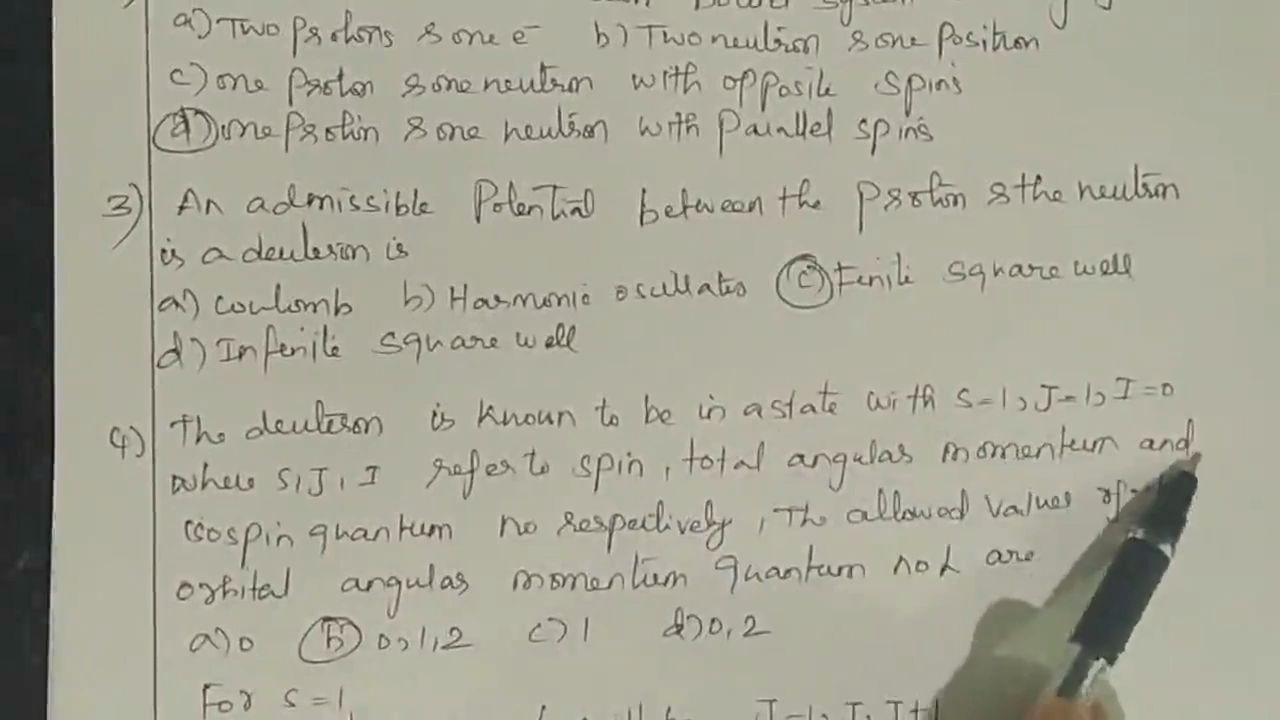 system
a) Two Protons & one e⁻ b) Two neutron & one Position
c) one Proton & one neutron with opposite spins
d) one Protin & one neutron with Parallel spins
3) An admissible Potential between the Proton & the neutron
is a deuteron is
a) coulomb b) Harmonic oscillator c) Finite square well
d) Infinite square well
4) The deuteron is known to be in a state with S=1, J=1, I=0
where S, J, I refer to spin, total angular momentum and
isospin quantum no respectively, The allowed values of
orbital angular momentum quantum no L are
a) 0 b) 0,1,2 c) 1 d) 0,2
For s=1, J-1, J, J+1